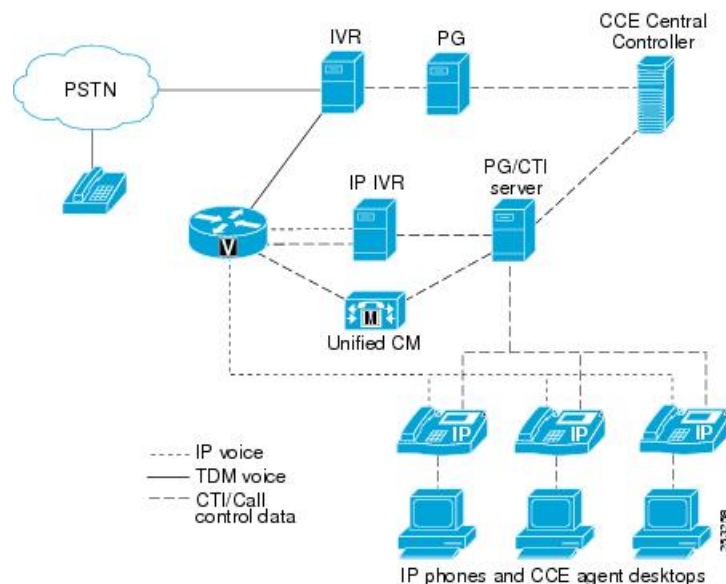 IVR
PG
CCE Central
Controller
PSTN
PG/CTI
server
IP IVR
V
M
Unified CM
IP
IP
IP
IP voice
TDM voice
CTI/Call
control data
IP phones and CCE agent desktops